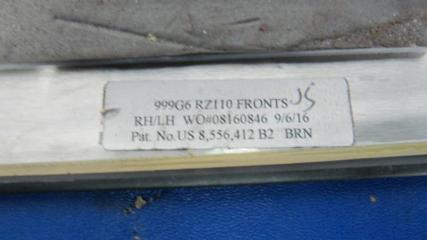 999G6 RZ110 FRONTS JS
RH/LH WO#08160846 9/6/16
Pat. No.US 8,556,412 B2 BRN